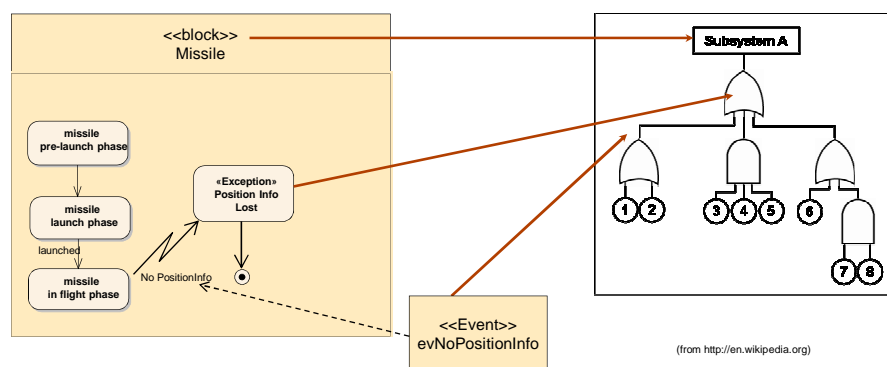 <<block>>
Missile
missile
pre-launch phase
missile
launch phase
launched
missile
in flight phase
No PositionInfo
«Exception»
Position Info
Lost
<<Event>>
evNoPositionInfo
Subsystem A
1
2
3
4
5
6
7
8
(from http://en.wikipedia.org)